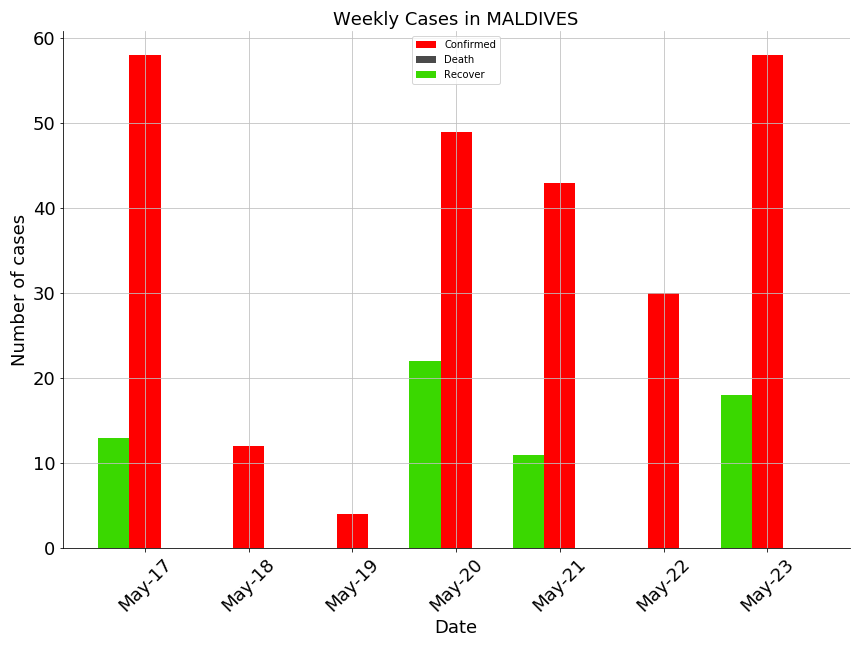 Weekly Cases in MALDIVES
Confirmed
Death
Recover
Number of cases
60
50
40
30
20
10
0
May-17
May-18
May-19
May-20
May-21
May-22
May-23
Date